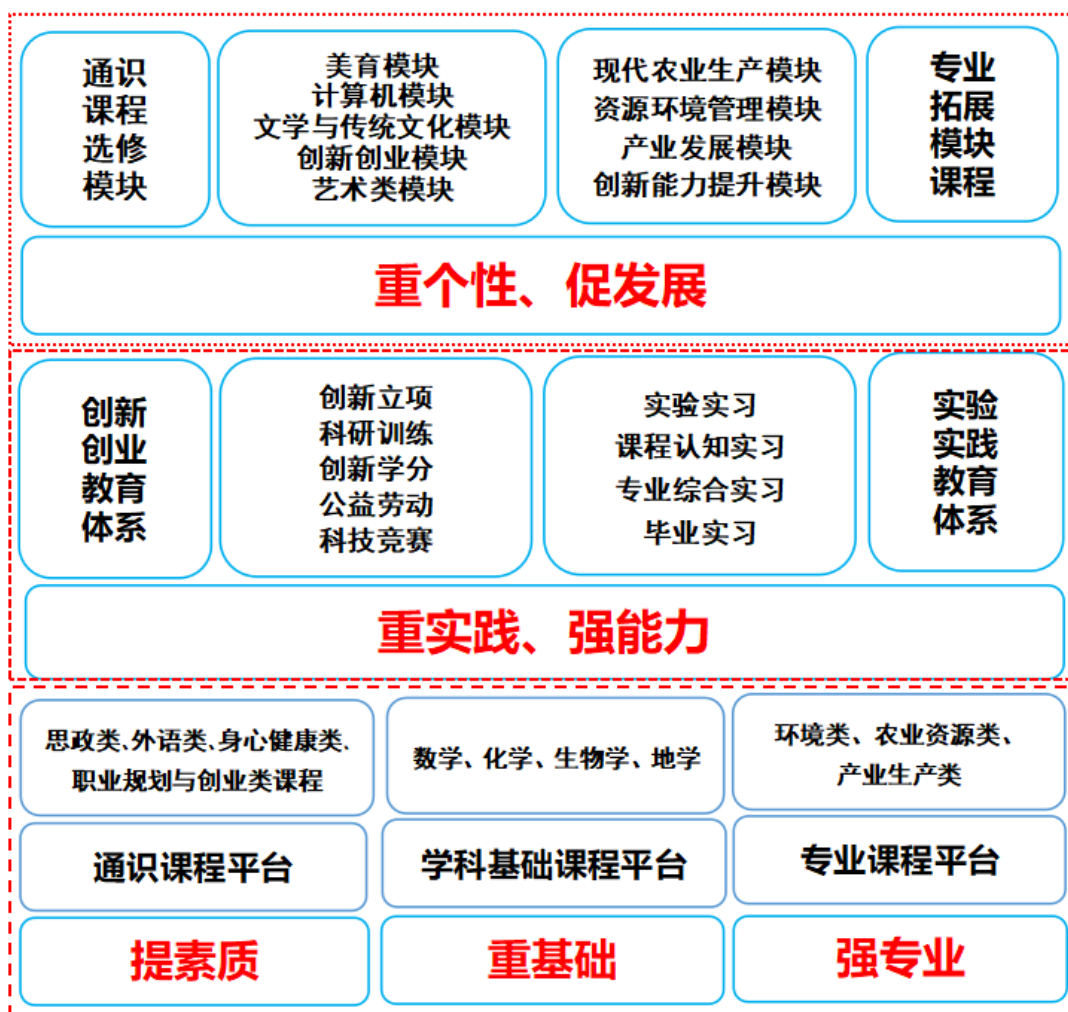 通识
课程
选修
模块
美育模块
计算机模块
文学与传统文化模块
创新创业模块
艺术类模块
现代农业生产模块
资源环境管理模块
产业发展模块
创新能力提升模块
专业
拓展
模块
课程
重个性、促发展
创新
创业
教育
体系
创新立项
科研训练
创新学分
公益劳动
科技竞赛
实验实习
课程认知实习
专业综合实习
毕业实习
实验
实践
教育
体系
重实践、强能力
思政类、外语类、身心健康类、
职业规划与创业类课程
数学、化学、生物学、地学
环境类、农业资源类、
产业生产类
通识课程平台
学科基础课程平台
专业课程平台
提素质
重基础
强专业